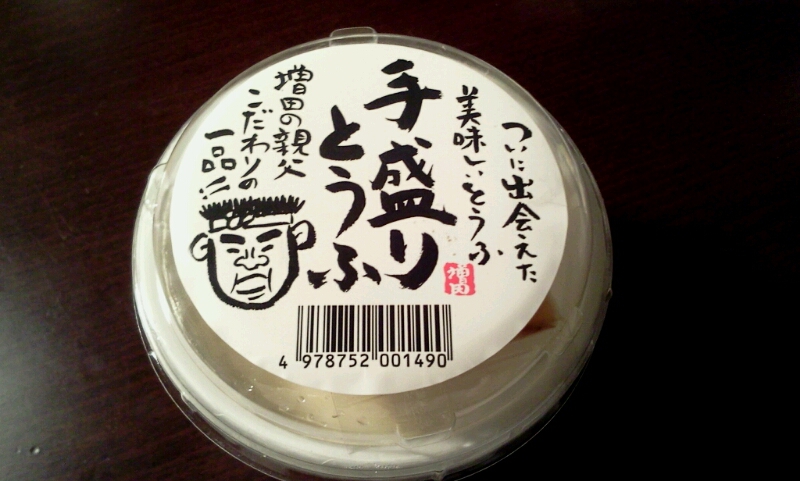 ついに出会えた
美味しいとうふ
手盛り
とうふ
増田の親父
こだわりの
一品!!
増田
4 978752 001490